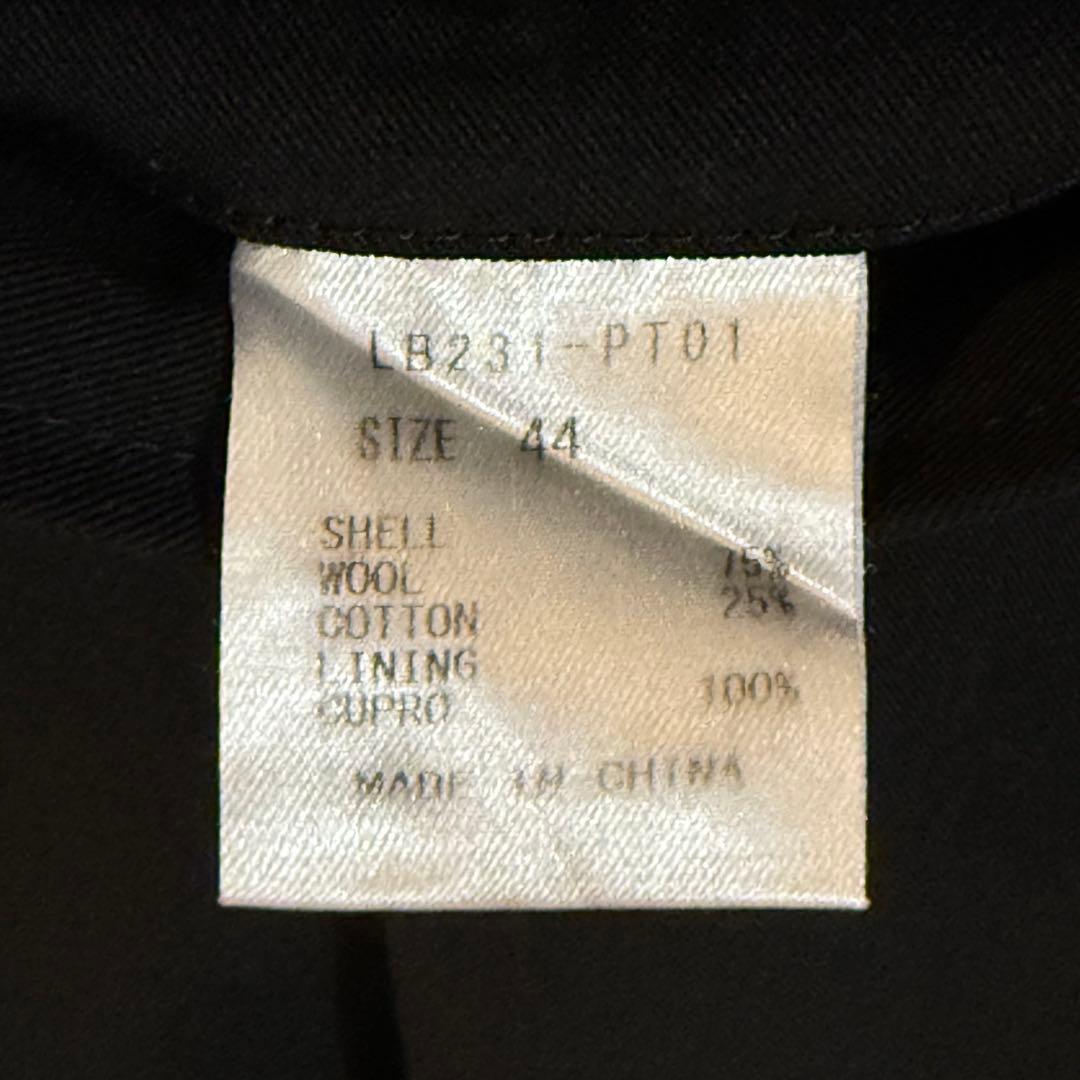 LB231-PT01
SIZE 44
SHELL
WOOL 75%
COTTON 25%
LINING
CUPRO 100%
MADE IN CHINA